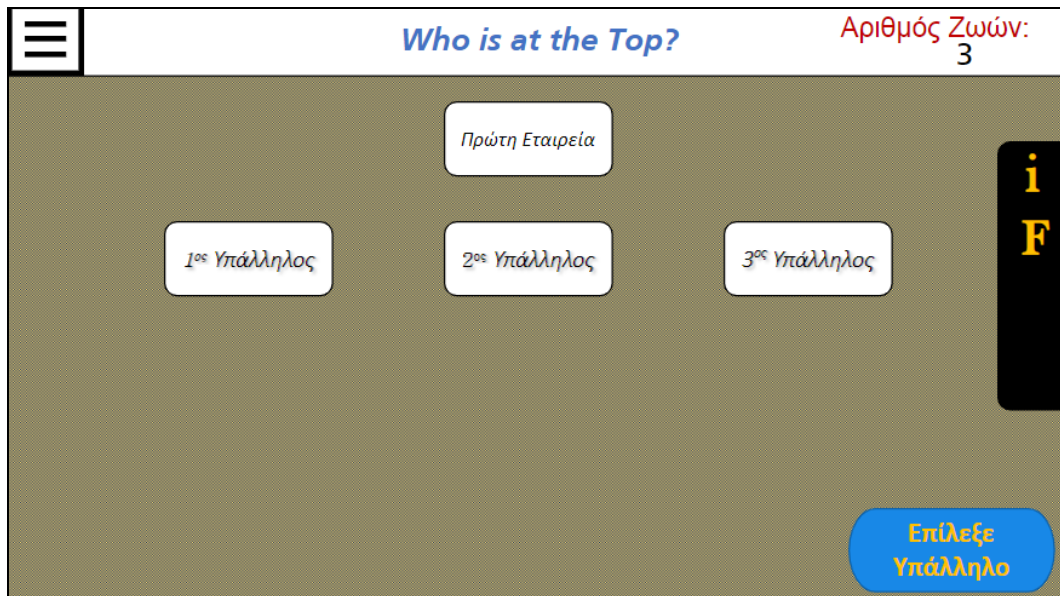 Who is at the Top?
Αριθμός Ζωών:
3
Πρώτη Εταιρεία
1ος Υπάλληλος
2ος Υπάλληλος
3ος Υπάλληλος
i
F
Επίλεξε
Υπάλληλο